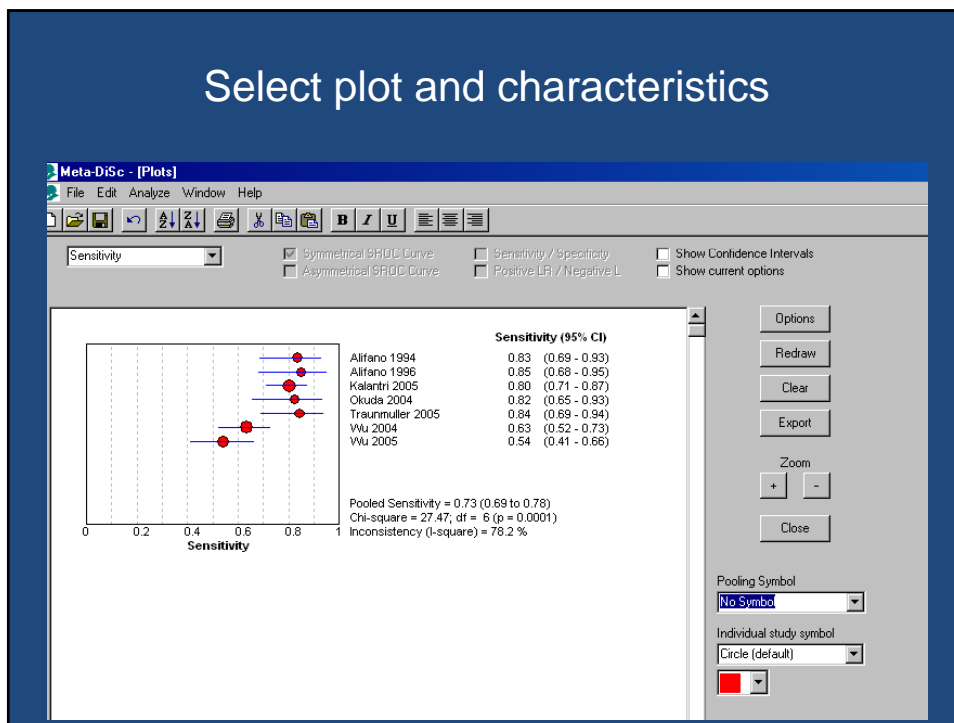 Select plot and characteristics
Meta-DiSc - [Plots]
File Edit Analyze Window Help
A Z Z A B I U
Sensitivity
Symmetrical SROC Curve
Asymmetrical SROC Curve
Sensitivity / Specificity
Positive LR / Negative L
Show Confidence Intervals
Show current options
Sensitivity (95% CI)
Alifano 1994 0.83 (0.69 - 0.93)
Alifano 1996 0.85 (0.68 - 0.95)
Kalantri 2005 0.80 (0.71 - 0.87)
Okuda 2004 0.82 (0.65 - 0.93)
Traunmuller 2005 0.84 (0.69 - 0.94)
Wu 2004 0.63 (0.52 - 0.73)
Wu 2005 0.54 (0.41 - 0.66)
Pooled Sensitivity = 0.73 (0.69 to 0.78)
Chi-square = 27.47; df = 6 (p = 0.0001)
Inconsistency (I-square) = 78.2 %
0 0.2 0.4 0.6 0.8 1
Sensitivity
Options
Redraw
Clear
Export
Zoom
+ -
Close
Pooling Symbol
No Symbol
Individual study symbol
Circle (default)